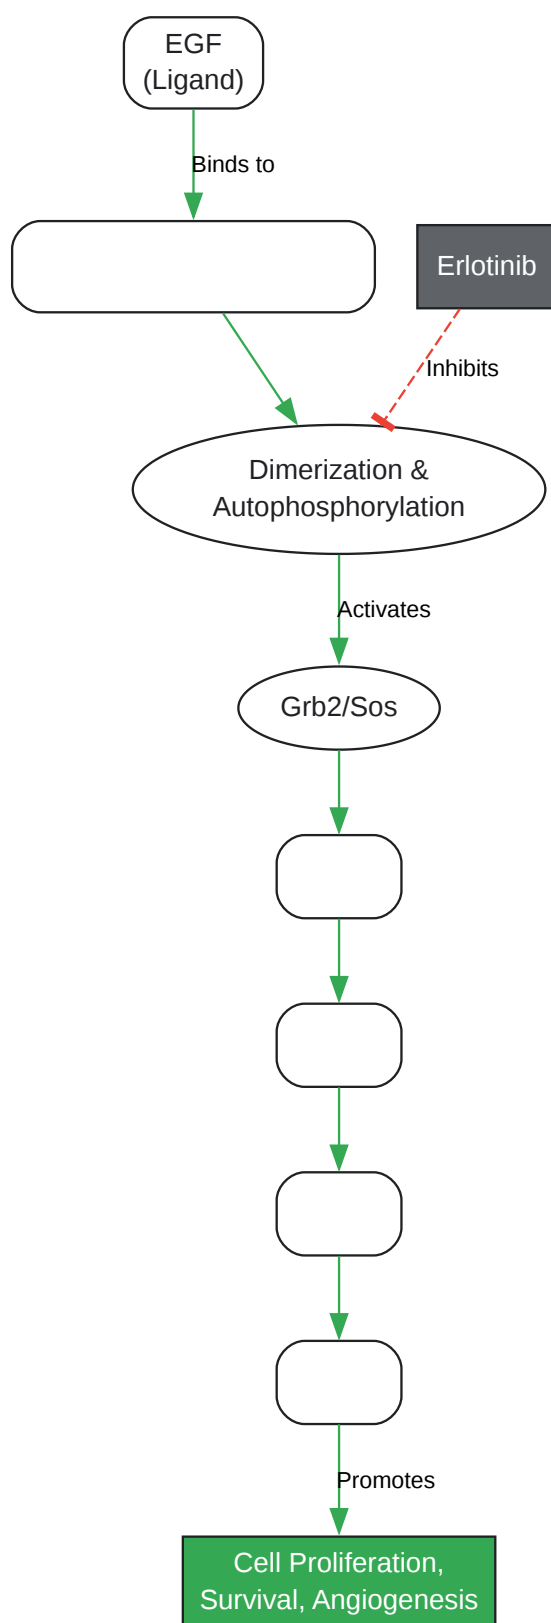 EGF
(Ligand)
Binds to
Erlotinib
Inhibits
Dimerization &
Autophosphorylation
Activates
Grb2/Sos
Promotes
Cell Proliferation,
Survival, Angiogenesis